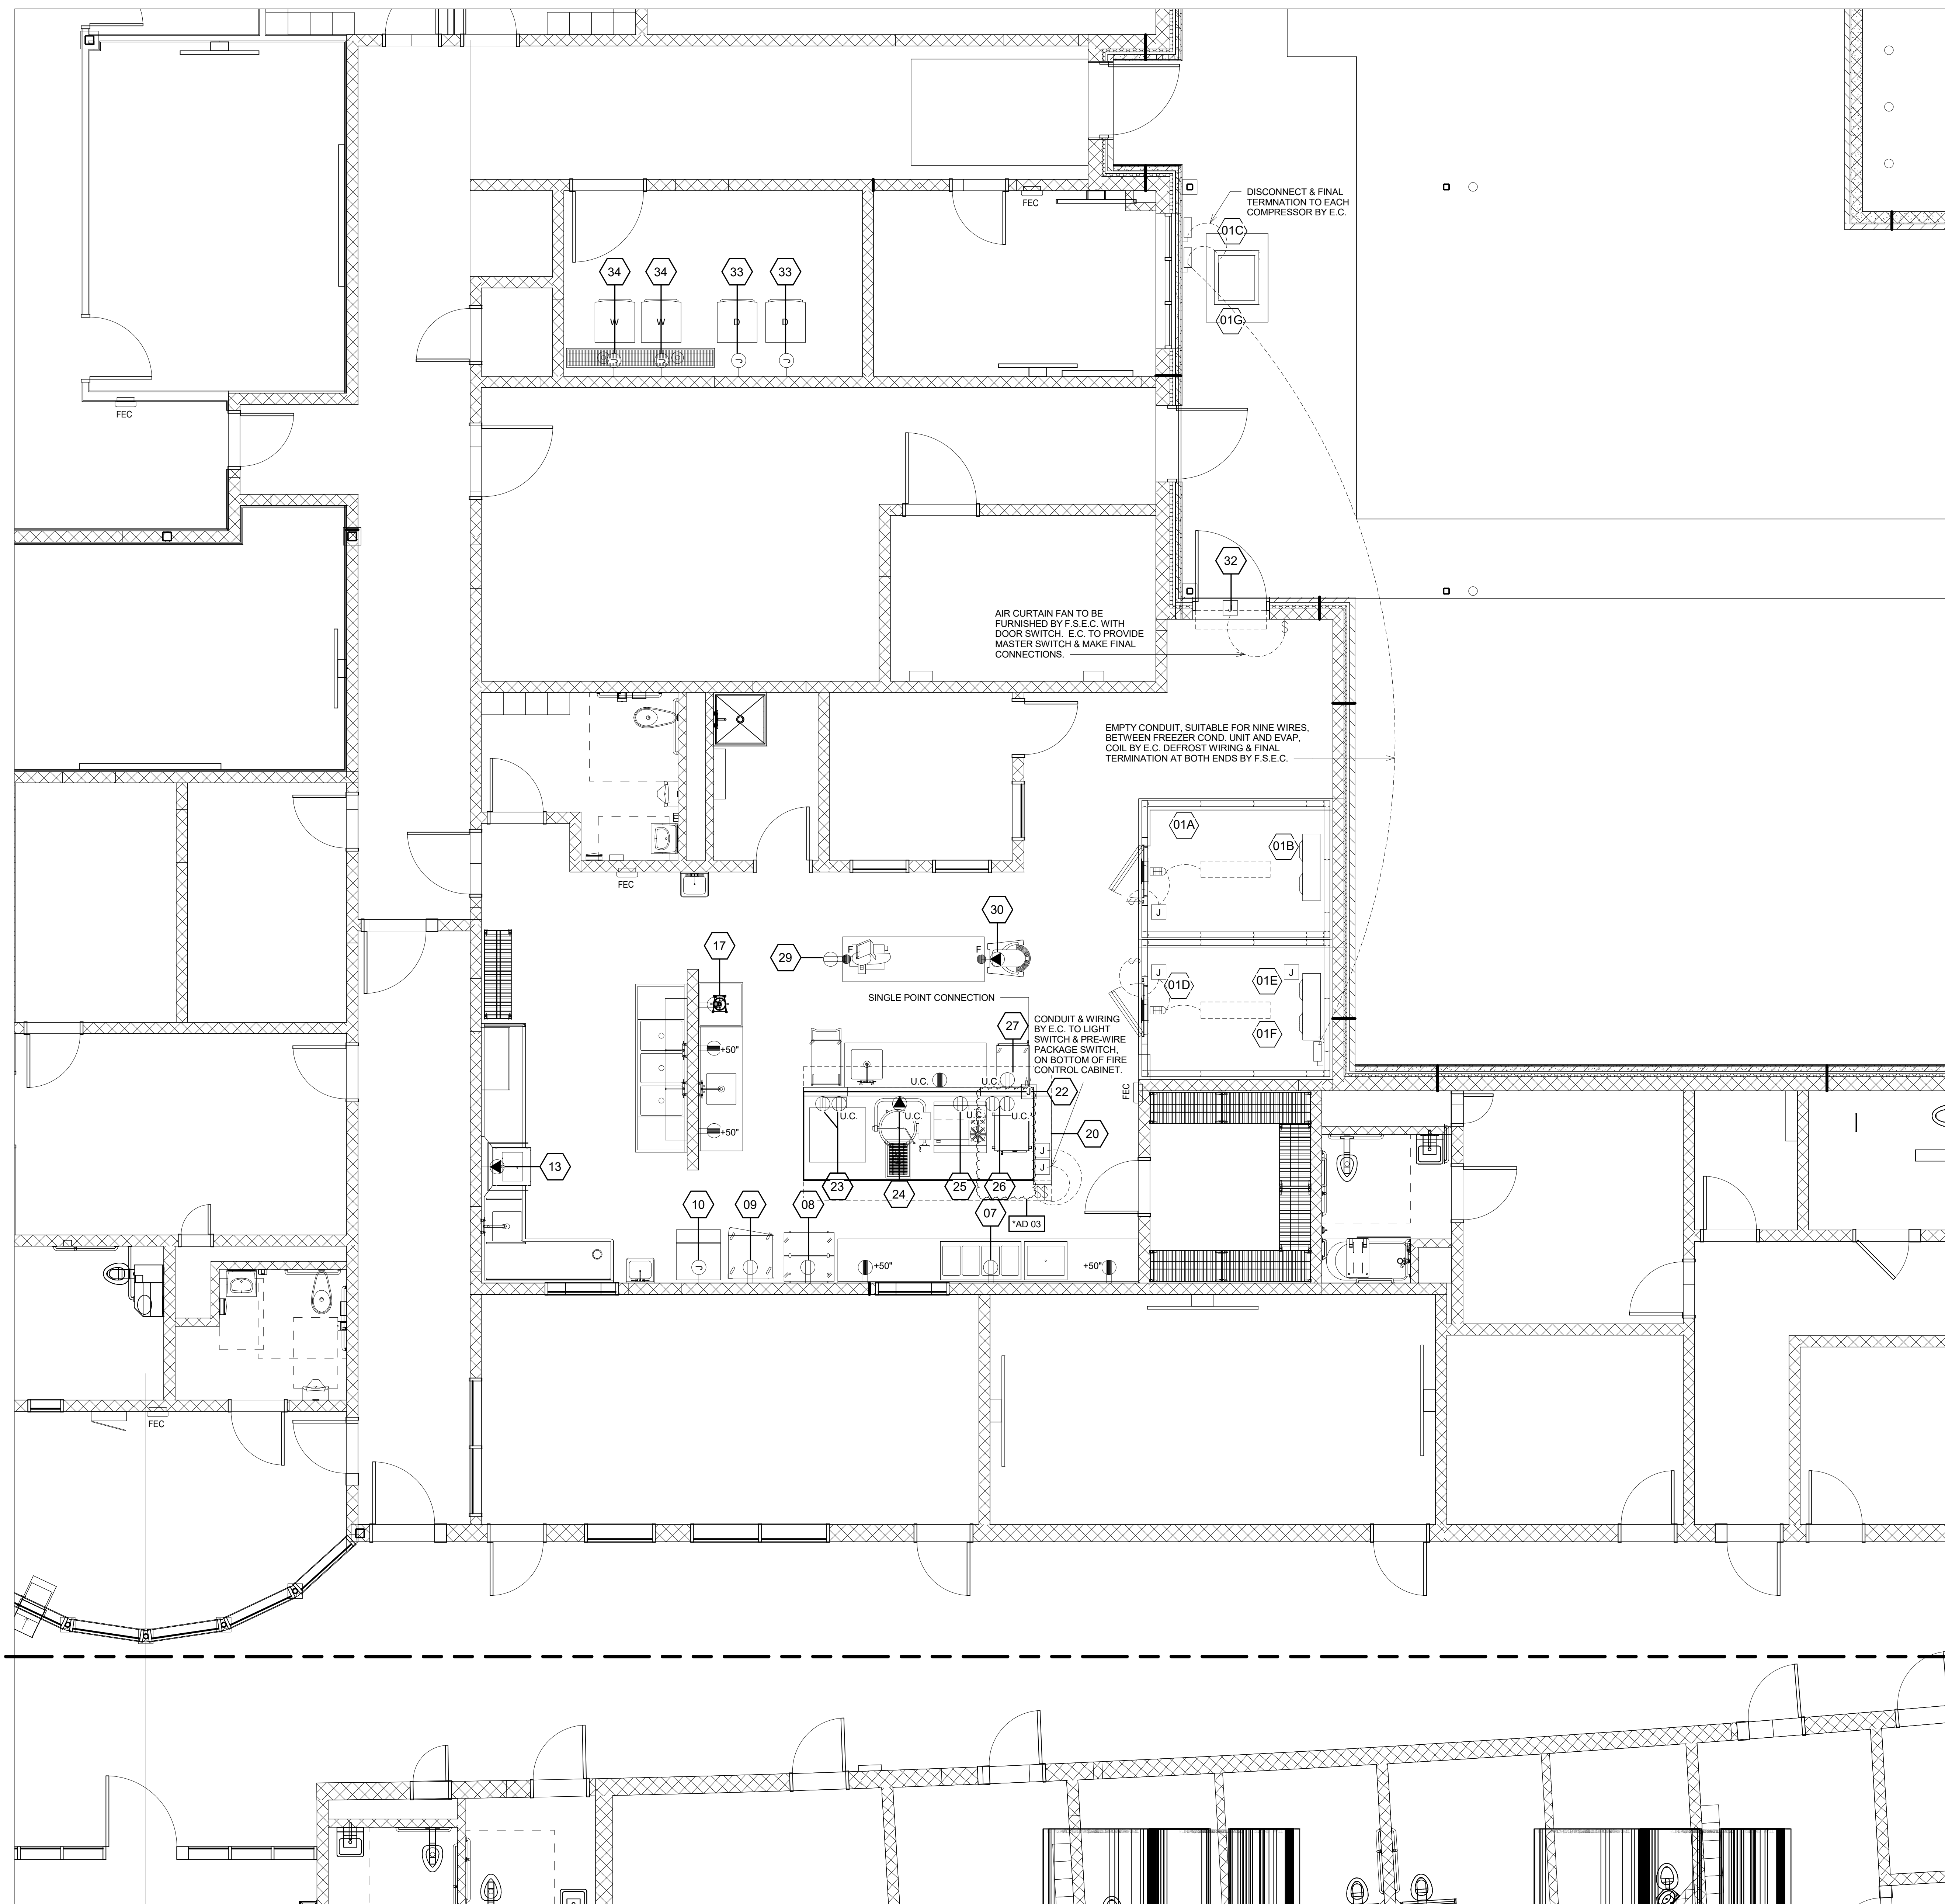 DISCONNECT & FINAL
TERMNATION TO EACH
COMPRESSOR BY E.C.
FEC
01C
34
34
33
33
W
W
D
D
01G
J
J
J
J
FEC
32
J
$
AIR CURTAIN FAN TO BE
FURNISHED BY F.S.E.C. WITH
DOOR SWITCH. E.C. TO PROVIDE
MASTER SWITCH & MAKE FINAL
CONNECTIONS.
EMPTY CONDUIT, SUITABLE FOR NINE WIRES,
BETWEEN FREEZER COND. UNIT AND EVAP,
COIL BY E.C. DEFROST WIRING & FINAL
TERMINATION AT BOTH ENDS BY F.S.E.C.
01A
01B
FEC
$
J
30
17
29
F
F
$
J
J
01D
01E
01F
SINGLE POINT CONNECTION
CONDUIT & WIRING
BY E.C. TO LIGHT
SWITCH & PRE-WIRE
PACKAGE SWITCH,
ON BOTTOM OF FIRE
CONTROL CABINET.
27
+50"
U.C.
U.C.
J
22
FEC
U.C.
U.C.
U.C.
U.C.
20
+50"
J
J
13
23
24
25
26
$$
10
09
08
07
*AD 03
J
+50"
+50"
FEC